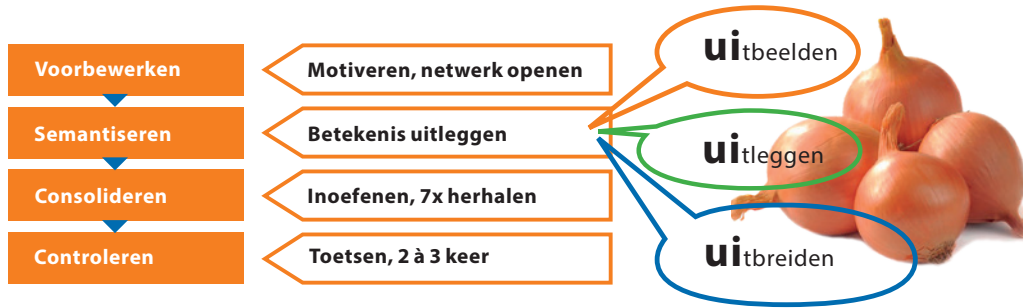 Voorbewerken
Motiveren, netwerk openen
Semantiseren
Betekenis uitleggen
Consolideren
Inoefenen, 7x herhalen
Controleren
Toetsen, 2 à 3 keer
uitbeelden
uitleggen
uitbreiden